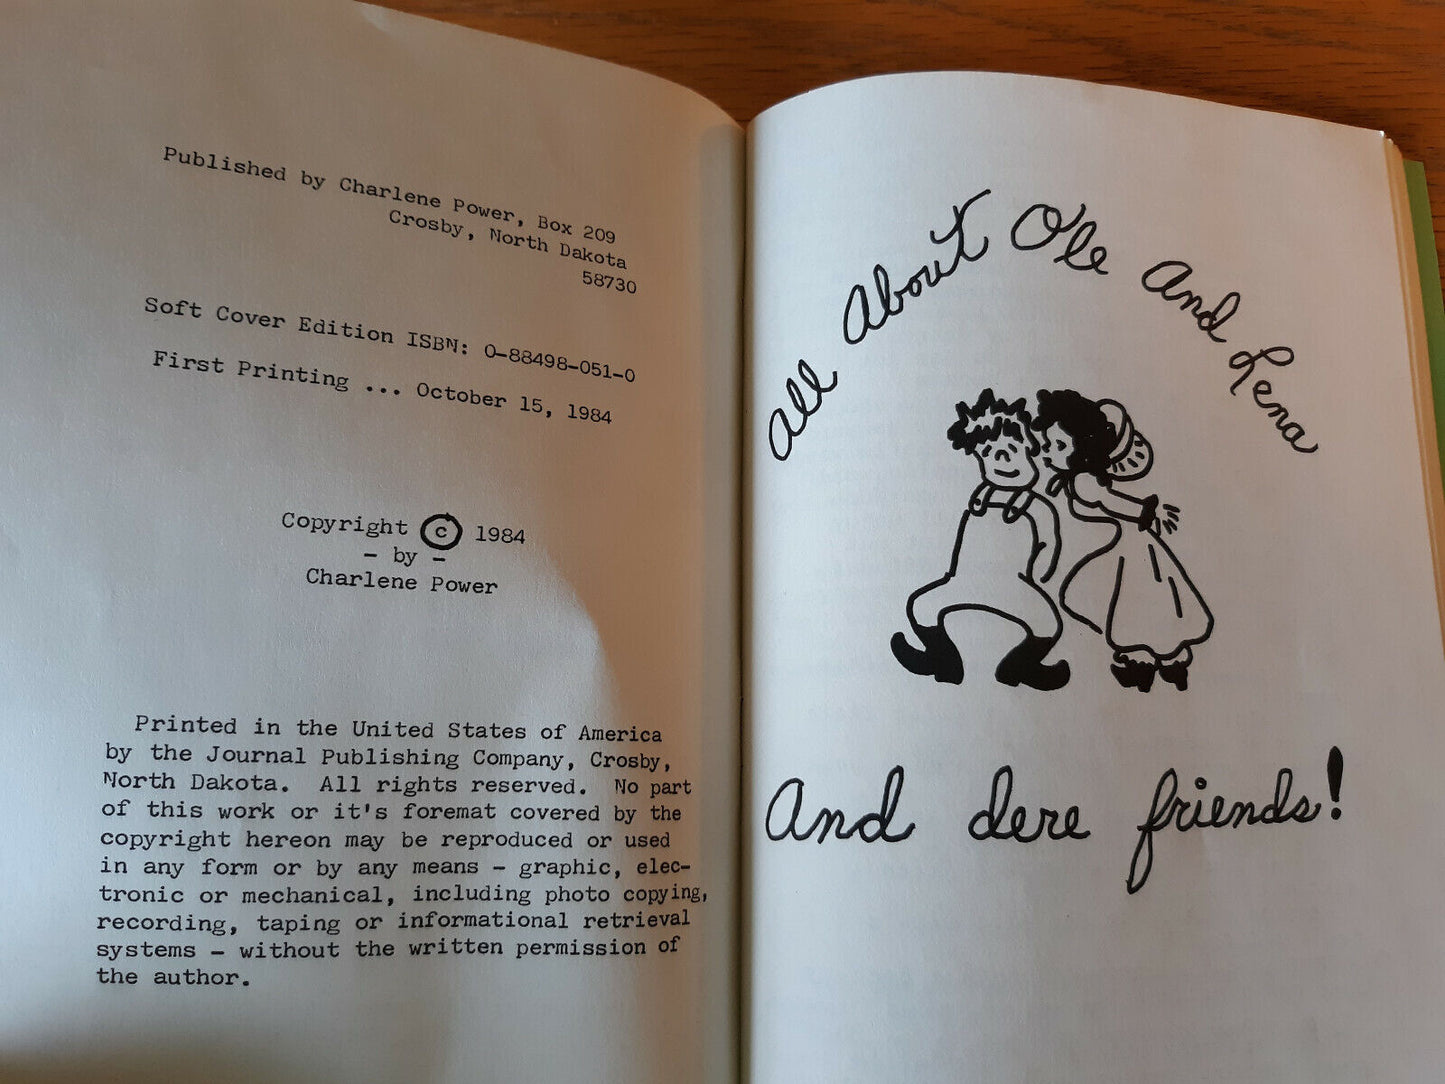 Published by Charlene Power, Box 209
Crosby, North Dakota
58730
Soft Cover Edition ISBN: 0-88498-051-0
First Printing ... October 15, 1984
Copyright © 1984
- by -
Charlene Power
Printed in the United States of America
by the Journal Publishing Company, Crosby,
North Dakota. All rights reserved. No part
of this work or it's foremat covered by the
copyright hereon may be reproduced or used
in any form or by any means - graphic, elec-
tronic or mechanical, including photo copying,
recording, taping or informational retrieval
systems - without the written permission of
the author.
All About Ole And Lena
And dere friends!